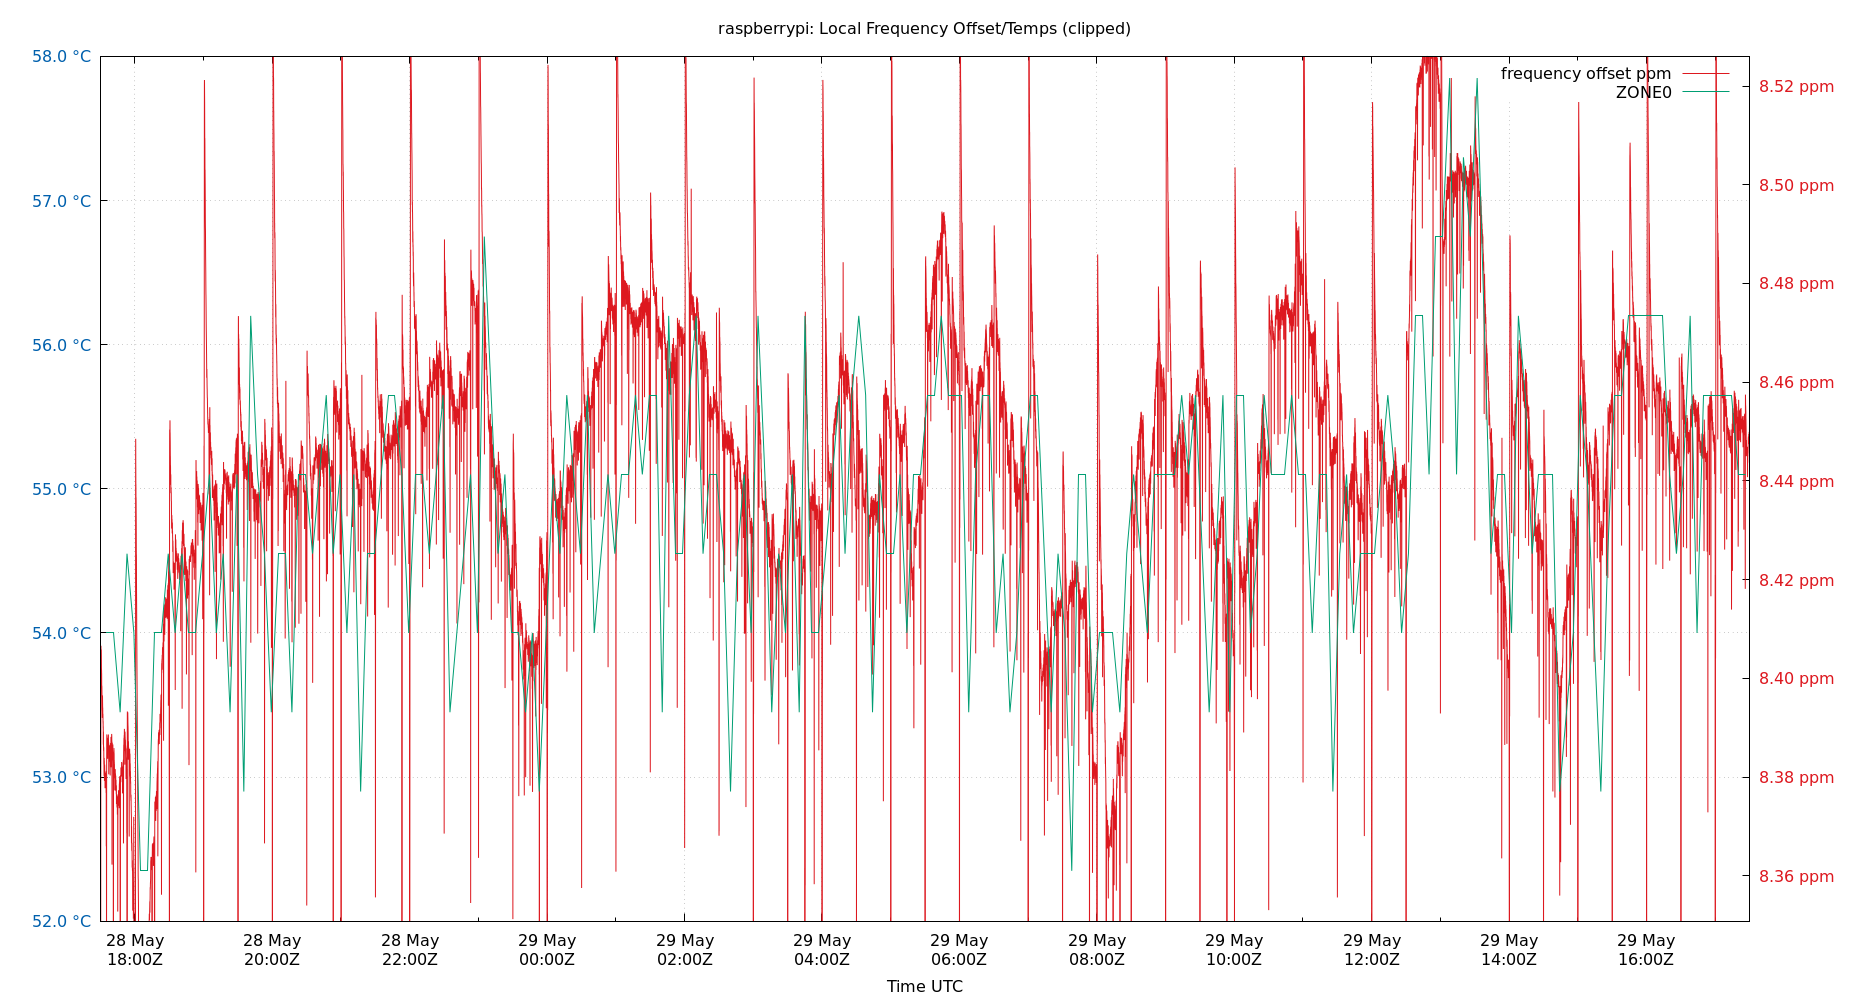 raspberrypi: Local Frequency Offset/Temps (clipped)
frequency offset ppm
ZONE0
58.0 °C
57.0 °C
56.0 °C
55.0 °C
54.0 °C
53.0 °C
52.0 °C
8.52 ppm
8.50 ppm
8.48 ppm
8.46 ppm
8.44 ppm
8.42 ppm
8.40 ppm
8.38 ppm
8.36 ppm
28 May
18:00Z
28 May
20:00Z
28 May
22:00Z
29 May
00:00Z
29 May
02:00Z
29 May
04:00Z
29 May
06:00Z
29 May
08:00Z
29 May
10:00Z
29 May
12:00Z
29 May
14:00Z
29 May
16:00Z
Time UTC